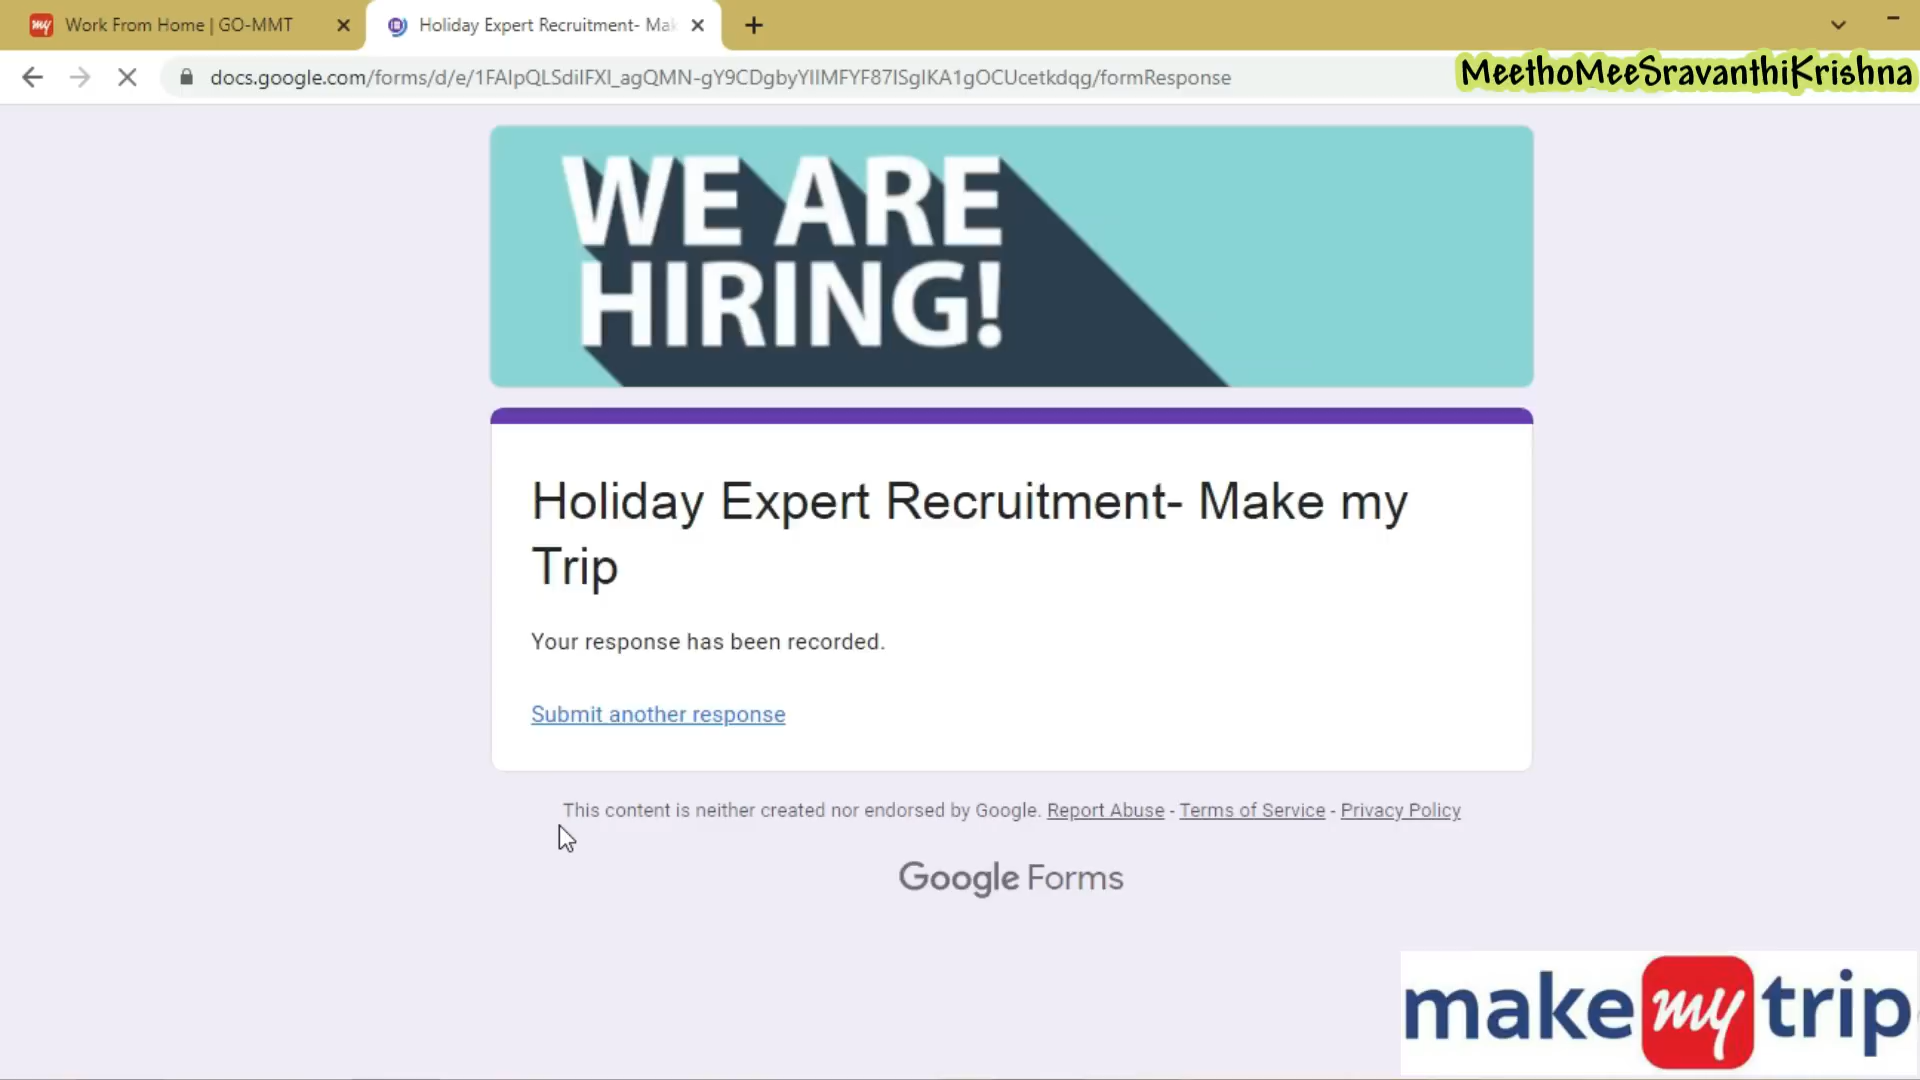 Work From Home | GO-MMT
Holiday Expert Recruitment- Mak
docs.google.com/forms/d/e/1FAIpQLSdiIFXI_agQMN-gY9CDgbyYIIMFYF87ISgIKA1gOCUcetkdqg/formResponse
MeethoMeeSravanthiKrishna
WE ARE
HIRING!
Holiday Expert Recruitment- Make my
Trip
Your response has been recorded.
Submit another response
This content is neither created nor endorsed by Google. Report Abuse - Terms of Service - Privacy Policy
Google Forms
make my trip